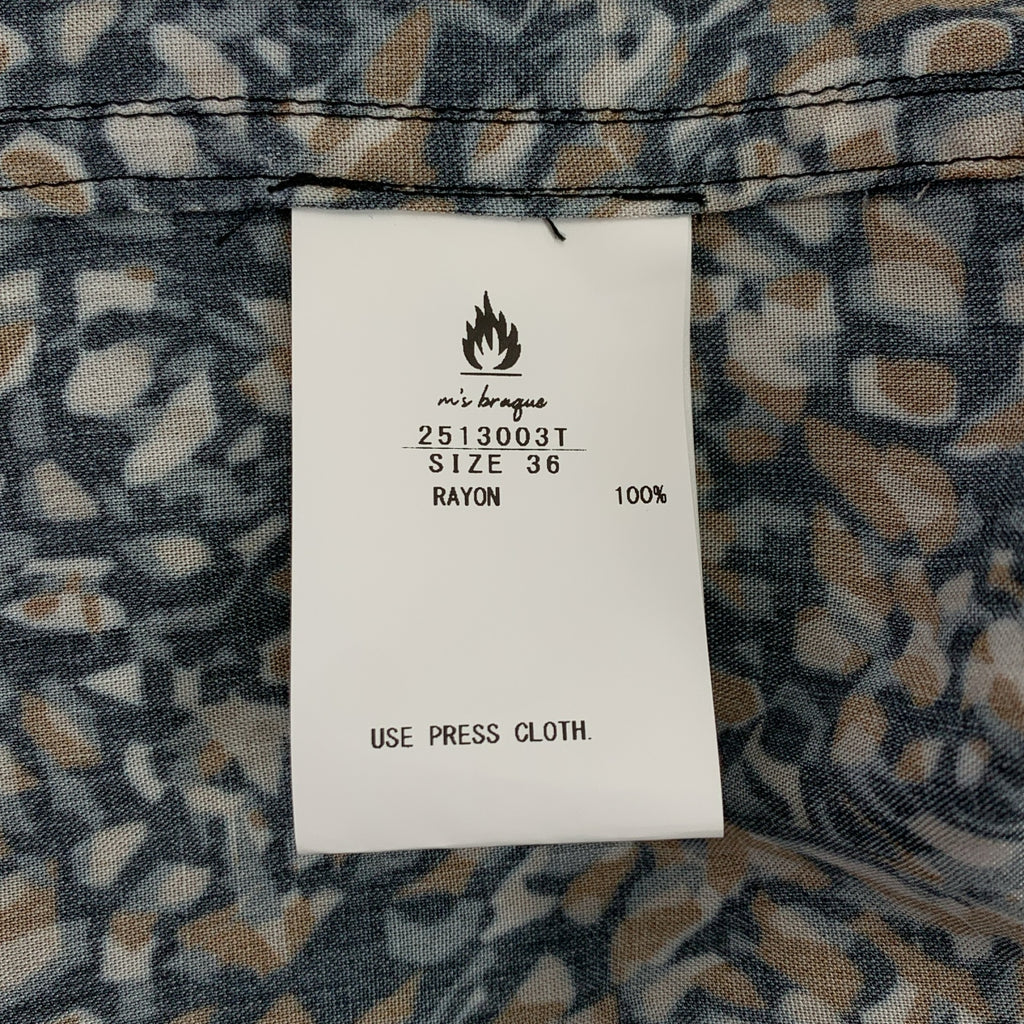 m's braque
2513003T
SIZE 36
RAYON 100%
USE PRESS CLOTH.